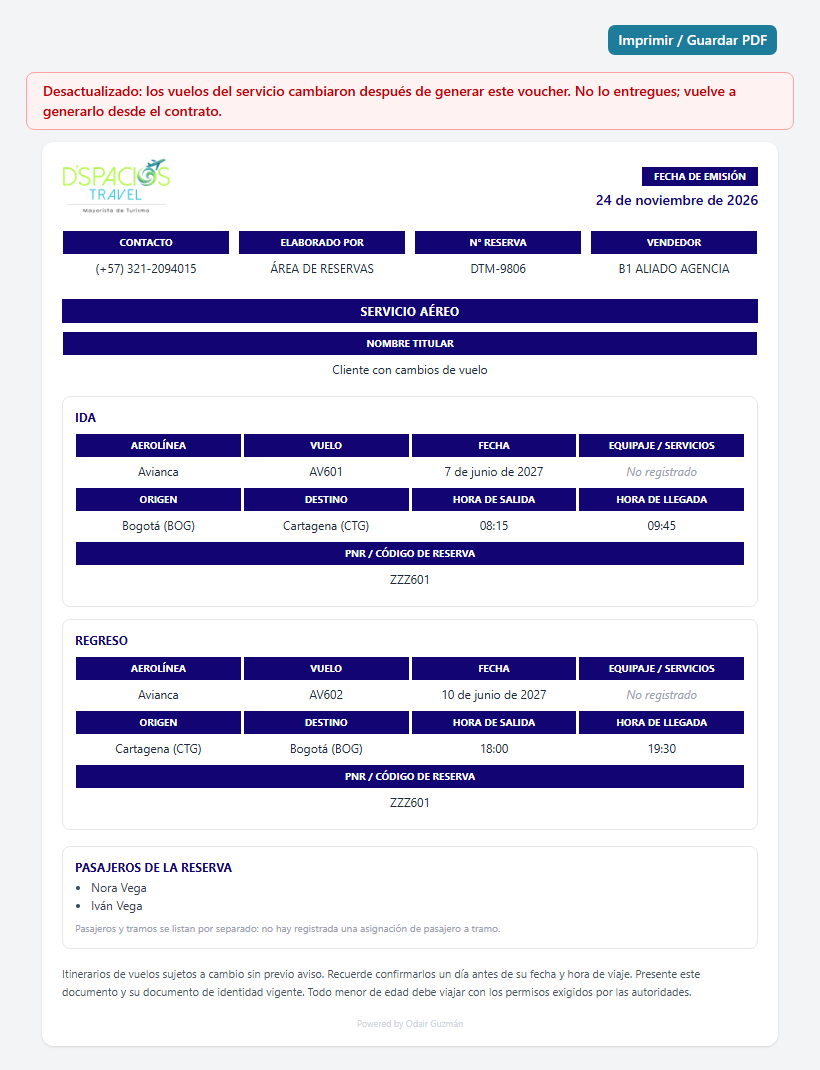 Imprimir / Guardar PDF
Desactualizado: los vuelos del servicio cambiaron después de generar este voucher. No lo entregues; vuelve a
generarlo desde el contrato.
D'SPACIOS
TRAVEL
Mayorista de Turismo
FECHA DE EMISIÓN
24 de noviembre de 2026
CONTACTO ELABORADO POR N° RESERVA VENDEDOR
(+57) 321-2094015 ÁREA DE RESERVAS DTM-9806 B1 ALIADO AGENCIA
SERVICIO AÉREO
NOMBRE TITULAR
Cliente con cambios de vuelo
IDA
AEROLÍNEA VUELO FECHA EQUIPAJE / SERVICIOS
Avianca AV601 7 de junio de 2027 No registrado
ORIGEN DESTINO HORA DE SALIDA HORA DE LLEGADA
Bogotá (BOG) Cartagena (CTG) 08:15 09:45
PNR / CÓDIGO DE RESERVA
ZZZ601
REGRESO
AEROLÍNEA VUELO FECHA EQUIPAJE / SERVICIOS
Avianca AV602 10 de junio de 2027 No registrado
ORIGEN DESTINO HORA DE SALIDA HORA DE LLEGADA
Cartagena (CTG) Bogotá (BOG) 18:00 19:30
PNR / CÓDIGO DE RESERVA
ZZZ601
PASAJEROS DE LA RESERVA
• Nora Vega
• Iván Vega
Pasajeros y tramos se listan por separado: no hay registrada una asignación de pasajero a tramo.
Itinerarios de vuelos sujetos a cambio sin previo aviso. Recuerde confirmarlos un día antes de su fecha y hora de viaje. Presente este
documento y su documento de identidad vigente. Todo menor de edad debe viajar con los permisos exigidos por las autoridades.
Powered by Odair Guzmán